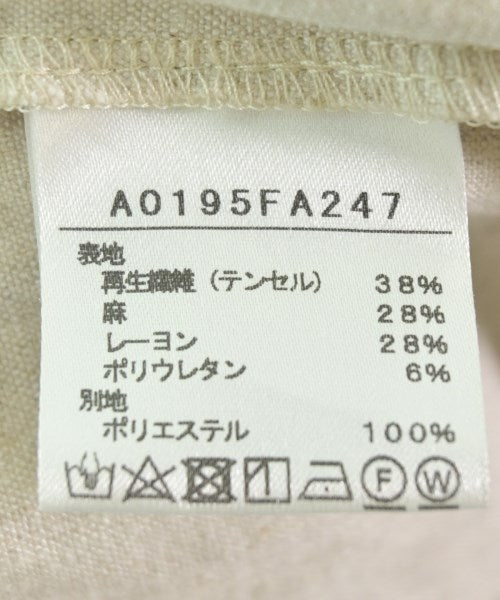 A0195FA247
表地
再生繊維（テンセル） 38%
麻 28%
レーヨン 28%
ポリウレタン 6%
別地
ポリエステル 100%
F W